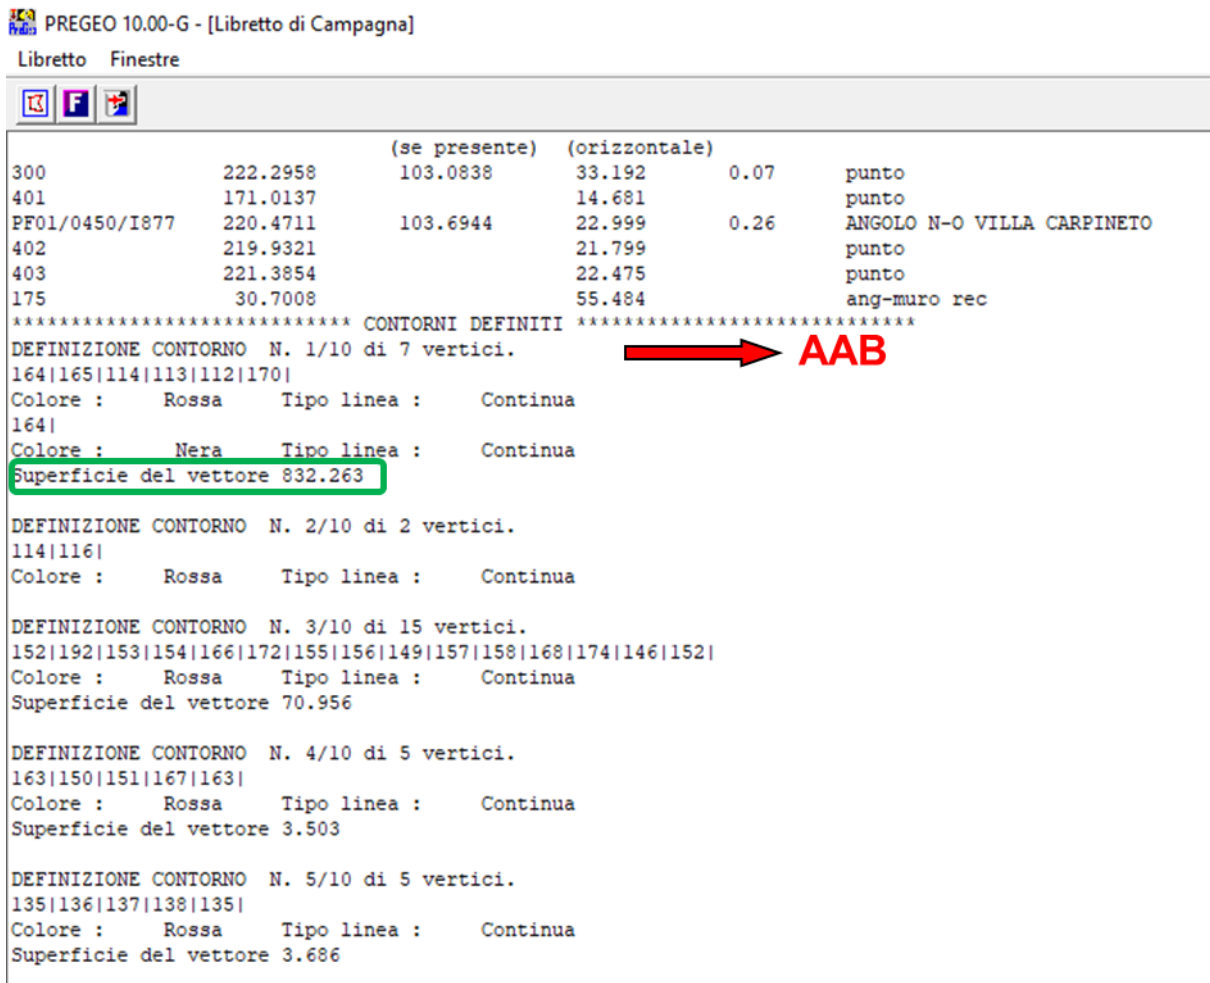 PREGEO 10.00-G - [Libretto di Campagna]
Libretto Finestre
(se presente) (orizzontale)
300 222.2958 103.0838 33.192 0.07 punto
401 171.0137 14.681 punto
PF01/0450/I877 220.4711 103.6944 22.999 0.26 ANGOLO N-O VILLA CARPINETO
402 219.9321 21.799 punto
403 221.3854 22.475 punto
175 30.7008 55.484 ang-muro rec
***************************** CONTORNI DEFINITI *****************************
DEFINIZIONE CONTORNO N. 1/10 di 7 vertici. AAB
164|165|114|113|112|170|
Colore : Rossa Tipo linea : Continua
164|
Colore : Nera Tipo linea : Continua
Superficie del vettore 832.263
DEFINIZIONE CONTORNO N. 2/10 di 2 vertici.
114|116|
Colore : Rossa Tipo linea : Continua
DEFINIZIONE CONTORNO N. 3/10 di 15 vertici.
152|192|153|154|166|172|155|156|149|157|158|168|174|146|152|
Colore : Rossa Tipo linea : Continua
Superficie del vettore 70.956
DEFINIZIONE CONTORNO N. 4/10 di 5 vertici.
163|150|151|167|163|
Colore : Rossa Tipo linea : Continua
Superficie del vettore 3.503
DEFINIZIONE CONTORNO N. 5/10 di 5 vertici.
135|136|137|138|135|
Colore : Rossa Tipo linea : Continua
Superficie del vettore 3.686